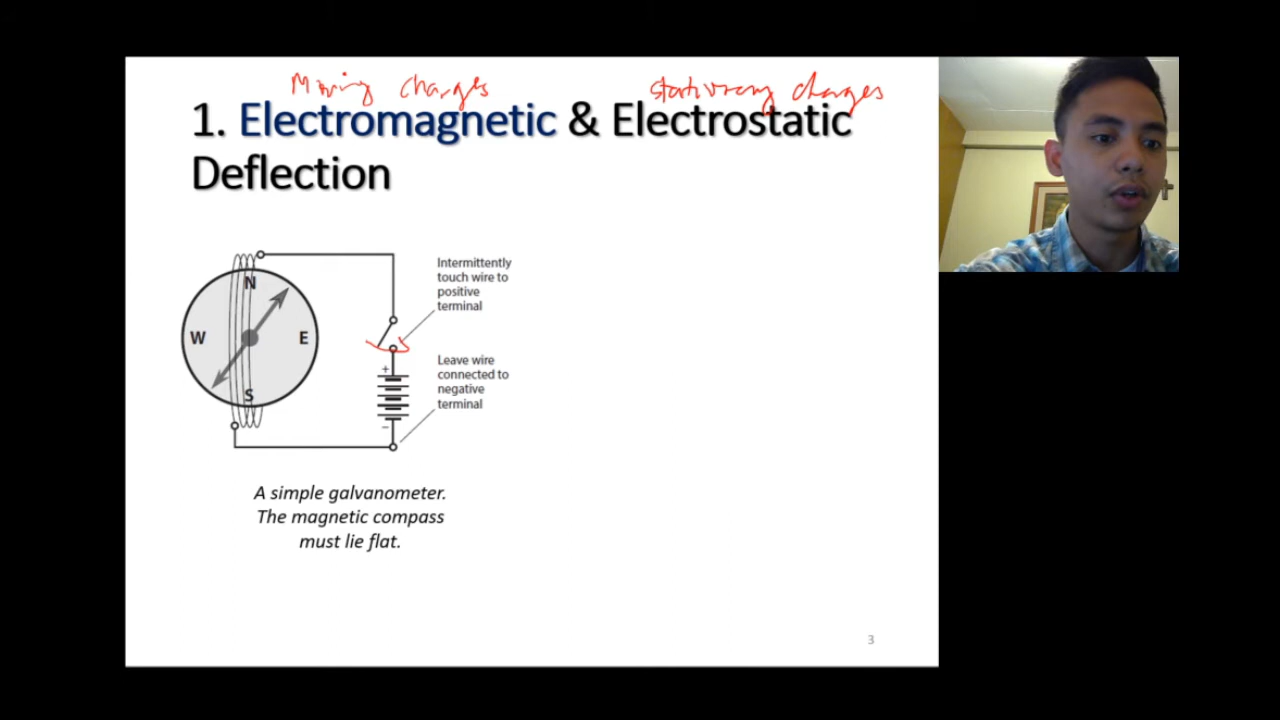 Moving charges
stationary charges
1. Electromagnetic & Electrostatic
Deflection
N
W
E
S
Intermittently
touch wire to
positive
terminal
+
Leave wire
connected to
negative
terminal
−
A simple galvanometer.
The magnetic compass
must lie flat.
3